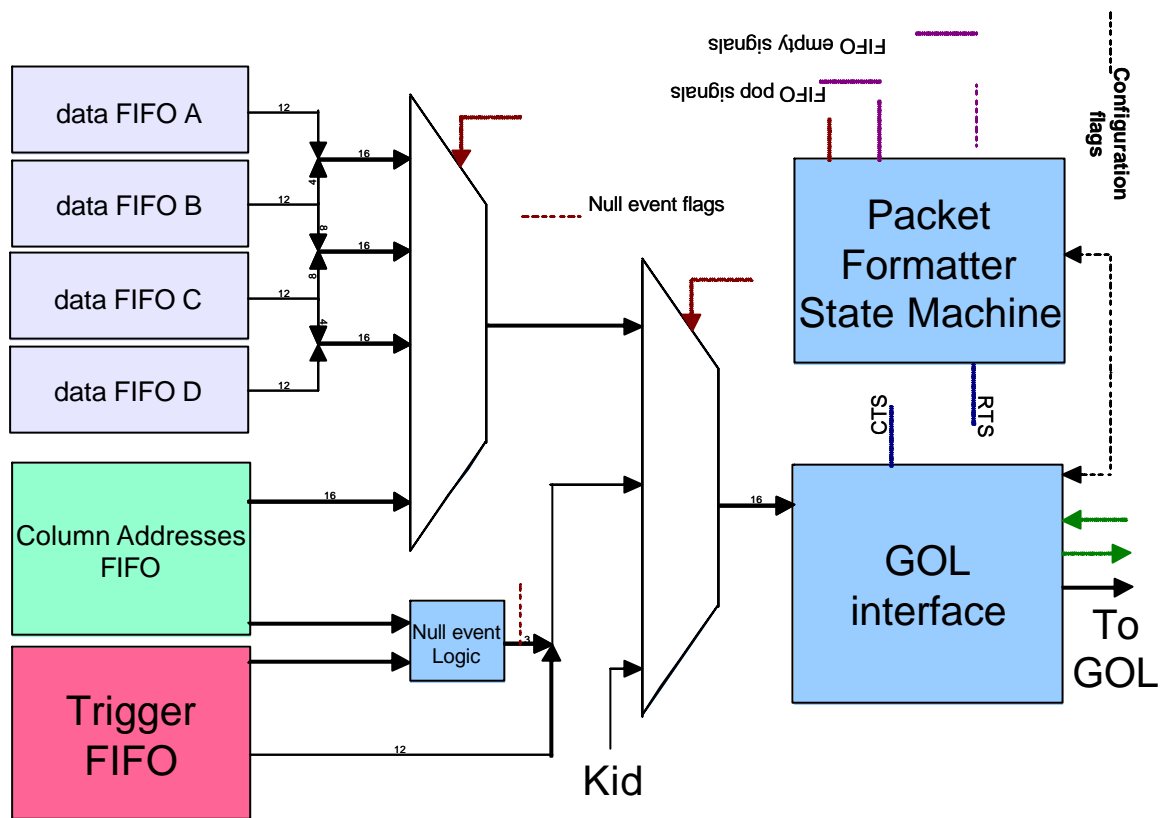 FIFO empty signals
FIFO pop signals
Configuration
flags
data FIFO A
12
16
4
data FIFO B
12
8
16
8
data FIFO C
12
4
16
data FIFO D
12
Null event flags
Packet
Formatter
State Machine
CTS
RTS
Column Addresses
FIFO
16
16
GOL
interface
Null event
Logic
3
To
GOL
Trigger
FIFO
12
Kid